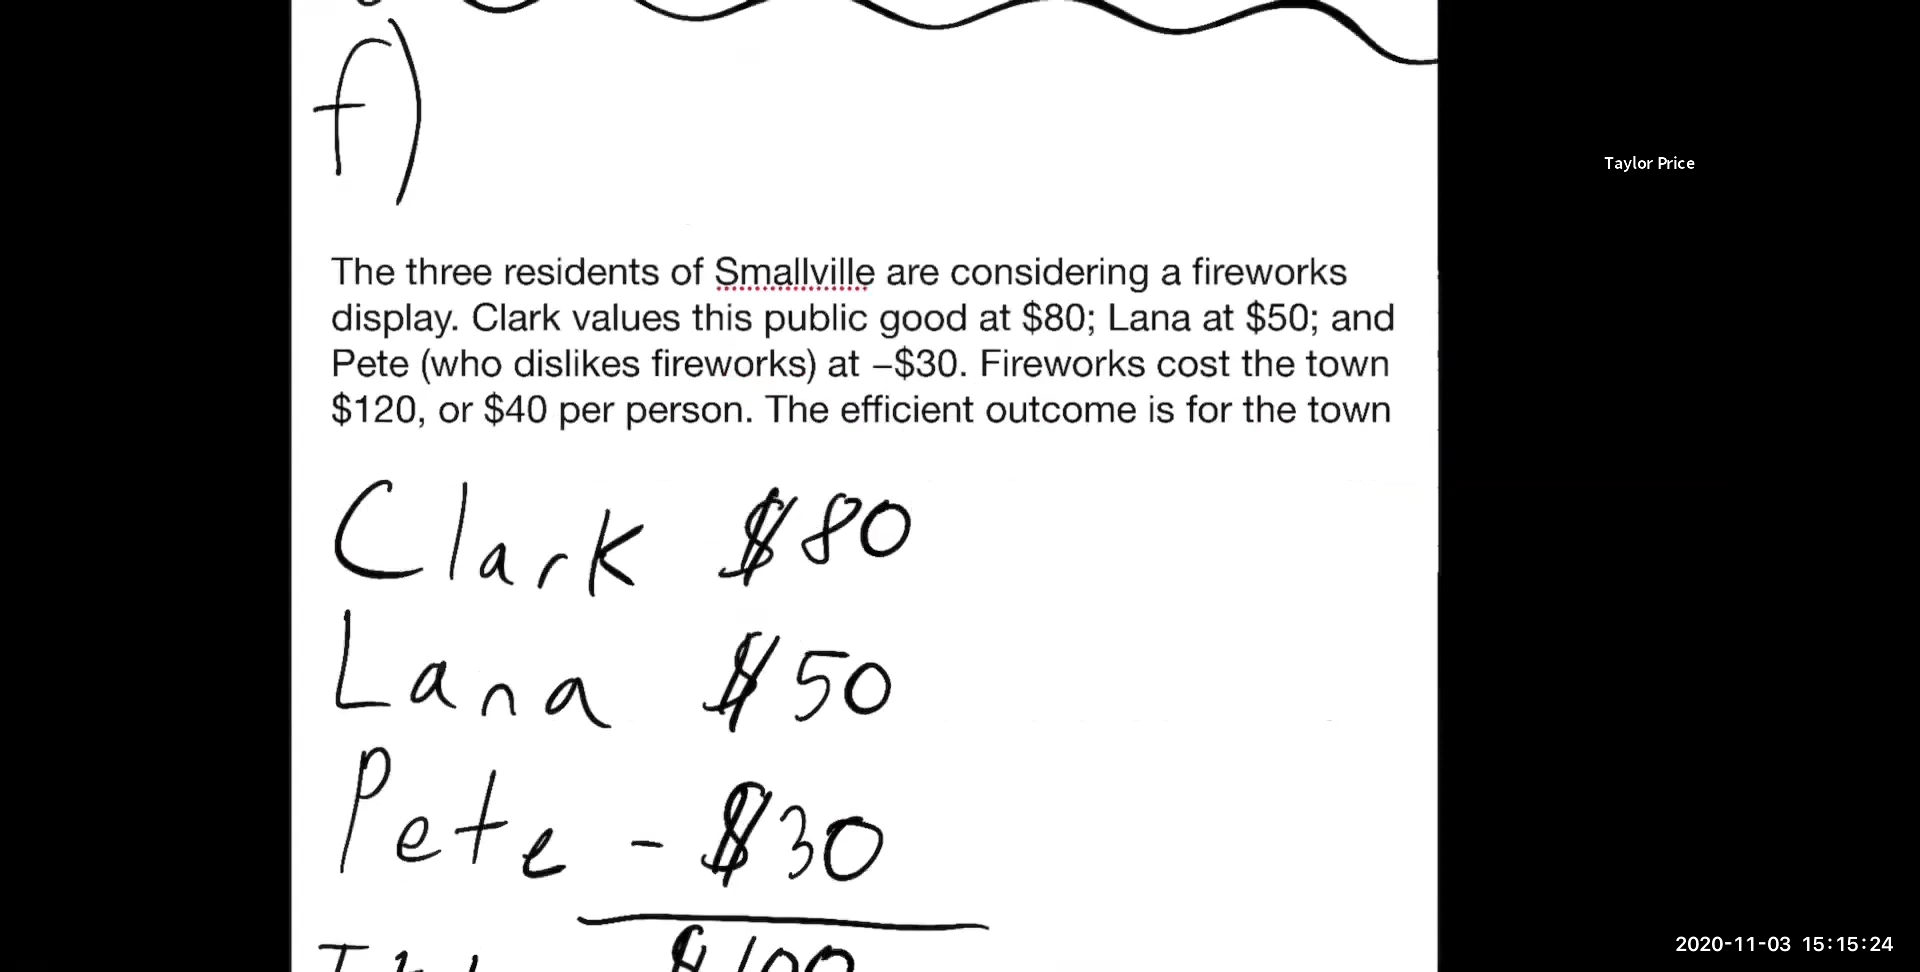 f)
Taylor Price
The three residents of Smallville are considering a fireworks
display. Clark values this public good at $80; Lana at $50; and
Pete (who dislikes fireworks) at –$30. Fireworks cost the town
$120, or $40 per person. The efficient outcome is for the town
Clark $80
Lana $50
Pete - $30
$100
2020-11-03 15:15:24